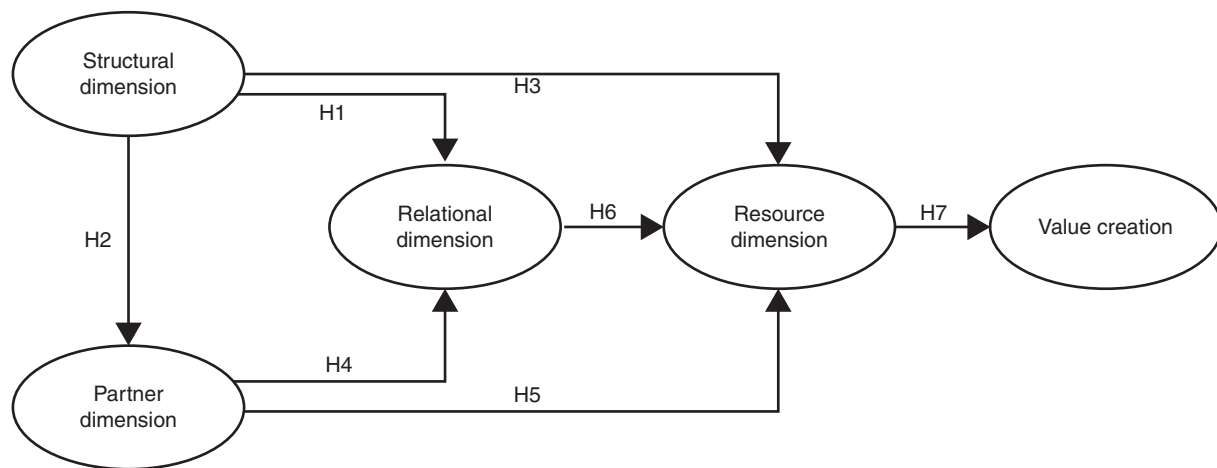 Structural
dimension
H3
H1
H2
Relational
dimension
H6
Resource
dimension
H7
Value creation
H4
H5
Partner
dimension